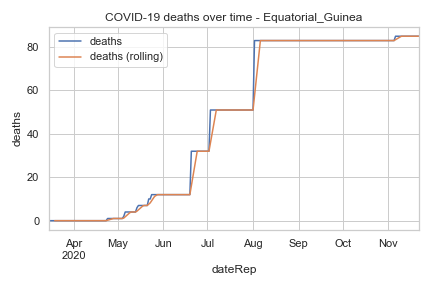 COVID-19 deaths over time - Equatorial_Guinea
deaths
deaths (rolling)
80
60
40
20
0
deaths
Apr
2020
May
Jun
Jul
Aug
Sep
Oct
Nov
dateRep